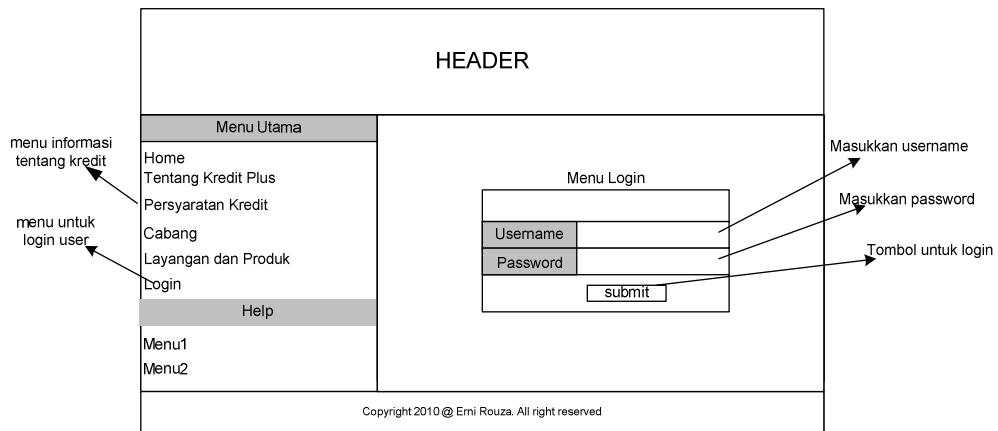 HEADER
Menu Utama
menu informasi
tentang kredit
Home
Tentang Kredit Plus
Persyaratan Kredit
menu untuk
login user
Cabang
Layangan dan Produk
Login
Help
Menu1
Menu2
Menu Login
Username
Password
submit
Masukkan username
Masukkan password
Tombol untuk login
Copyright 2010 @ Erni Rouza. All right reserved